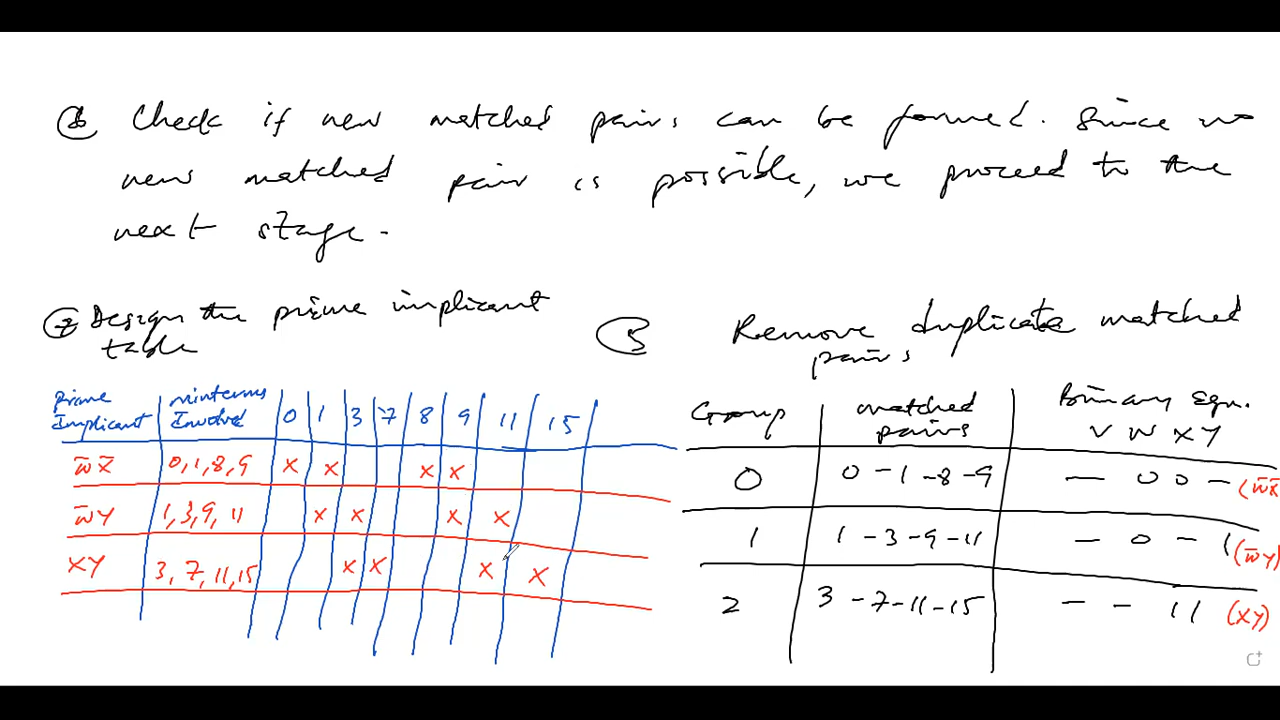 ⑥ Check if new matched pairs can be formed. Since no
new matched pair is possible, we proceed to the
next stage.
⑦ Design the prime implicant
table
Prime Implicant | minterms Involved | 0 | 1 | 3 | 7 | 8 | 9 | 11 | 15
w̅x̅ | 0,1,8,9 | x | x | | | x | x | |
w̅Y | 1,3,9,11 | | x | x | | | x | x |
XY | 3,7,11,15 | | | x | x | | | x | x
⑤ Remove duplicate matched
pairs
Group | matched pairs | Binary Eqn. V W X Y
0 | 0-1-8-9 | - 0 0 - (w̅x̅)
1 | 1-3-9-11 | - 0 - 1 (w̅Y)
2 | 3-7-11-15 | - - 1 1 (XY)